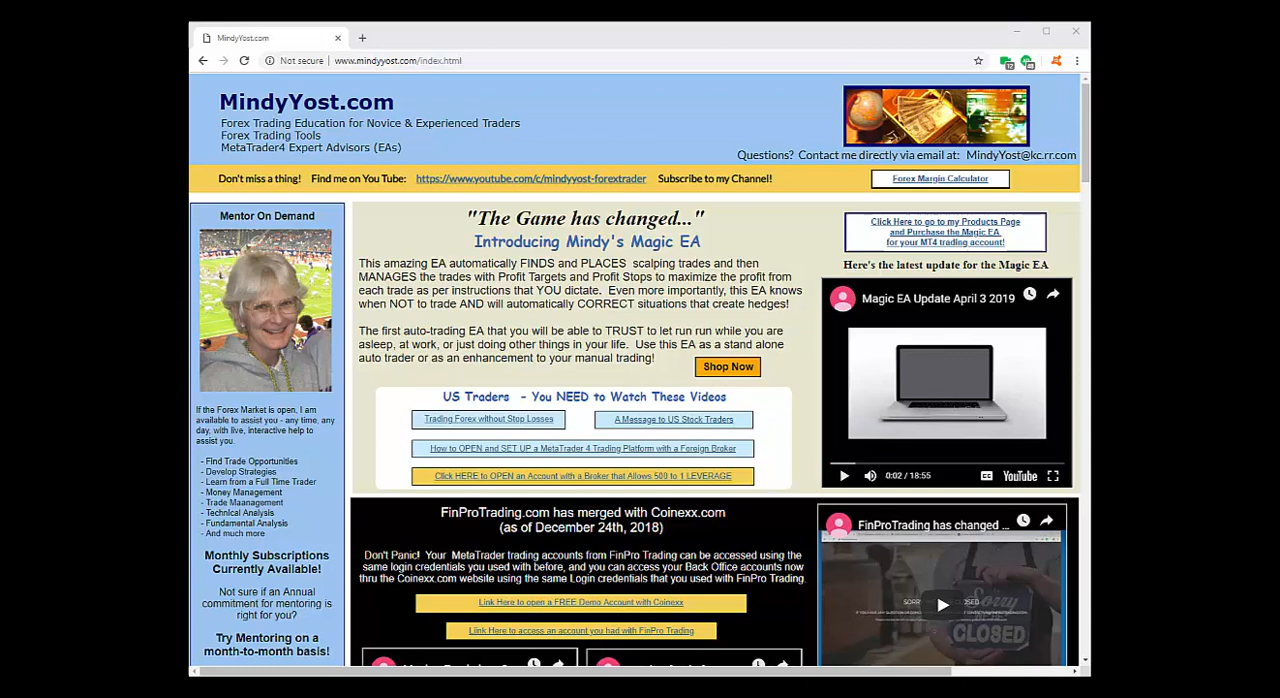 MindyYost.com
Not secure
www.mindyyost.com/index.html
12
43
MindyYost.com
Forex Trading Education for Novice & Experienced Traders
Forex Trading Tools
MetaTrader4 Expert Advisors (EAs)
Questions? Contact me directly via email at: MindyYost@kc.rr.com
Don't miss a thing! Find me on You Tube: https://www.youtube.com/c/mindyyost-forextrader Subscribe to my Channel!
Forex Margin Calculator
Mentor On Demand
If the Forex Market is open, I am
available to assist you - any time, any
day, with live, interactive help to
assist you.
- Find Trade Opportunities
- Develop Strategies
- Learn from a Full Time Trader
- Money Management
- Trade Maanagement
- Technical Analysis
- Fundamental Analysis
- And much more
Monthly Subscriptions
Currently Available!
Not sure if an Annual
commitment for mentoring is
right for you?
Try Mentoring on a
month-to-month basis!
"The Game has changed..."
Introducing Mindy's Magic EA
This amazing EA automatically FINDS and PLACES scalping trades and then
MANAGES the trades with Profit Targets and Profit Stops to maximize the profit from
each trade as per instructions that YOU dictate. Even more importantly, this EA knows
when NOT to trade AND will automatically CORRECT situations that create hedges!
The first auto-trading EA that you will be able to TRUST to let run run while you are
asleep, at work, or just doing other things in your life. Use this EA as a stand alone
auto trader or as an enhancement to your manual trading!
Shop Now
US Traders - You NEED to Watch These Videos
Trading Forex without Stop Losses
A Message to US Stock Traders
How to OPEN and SET UP a MetaTrader 4 Trading Platform with a Foreign Broker
Click HERE to OPEN an Account with a Broker that Allows 500 to 1 LEVERAGE
Click Here to go to my Products Page
and Purchase the Magic EA
for your MT4 trading account!
Here's the latest update for the Magic EA
Magic EA Update April 3 2019
0:02 / 18:55
YouTube
FinProTrading.com has merged with Coinexx.com
(as of December 24th, 2018)
Don't Panic! Your MetaTrader trading accounts from FinPro Trading can be accessed using the
same login credentials you used with before, and you can access your Back Office accounts now
thru the Coinexx.com website using the same Login credentials that you used with FinPro Trading.
Link Here to open a FREE Demo Account with Coinexx
LIink Here to access an account you had with FinPro Trading
FinProTrading has changed ...
Sorry
CLOSED